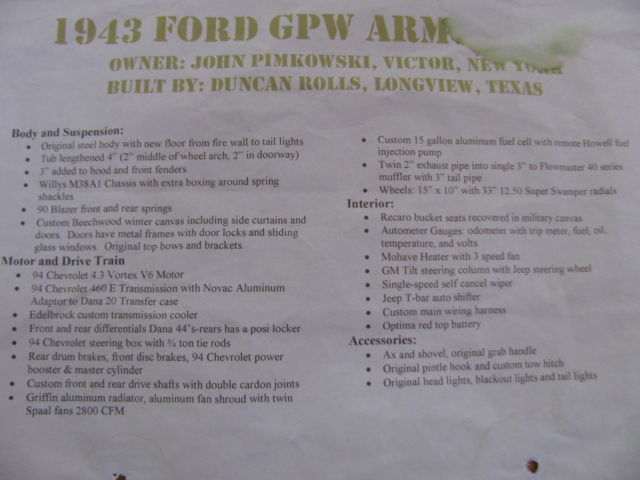 1943 FORD GPW ARM
OWNER: JOHN PIMKOWSKI, VICTOR, NEW YORK
BUILT BY: DUNCAN ROLLS, LONGVIEW, TEXAS
Body and Suspension:
• Original steel body with new floor from fire wall to tail lights
• Tub lengthened 4" (2" middle of wheel arch, 2" in doorway)
• 3" added to hood and front fenders
• Willys M38A1 Chassis with extra boxing around spring
shackles
• 90 Blazer front and rear springs
• Custom Beechwood winter canvas including side curtains and
doors. Doors have metal frames with door locks and sliding
glass windows. Original top bows and brackets.
Motor and Drive Train
• 94 Chevrolet 4.3 Vortex V6 Motor
• 94 Chevrolet 460 E Transmission with Novac Aluminum
Adaptor to Dana 20 Transfer case
• Edelbrock custom transmission cooler
• Front and rear differentials Dana 44's-rears has a posi locker
• 94 Chevrolet steering box with ¾ ton tie rods
• Rear drum brakes, front disc brakes, 94 Chevrolet power
booster & master cylinder
• Custom front and rear drive shafts with double cardon joints
• Griffin aluminum radiator, aluminum fan shroud with twin
Spaal fans 2800 CFM
• Custom 15 gallon aluminum fuel cell with remote Howell fuel
injection pump
• Twin 2" exhaust pipe into single 3" to Flowmaster 40 series
muffler with 3" tail pipe
• Wheels: 15" x 10" with 33" 12.50 Super Swamper radials
Interior:
• Recaro bucket seats recovered in military canvas
• Autometer Gauges: odometer with trip meter, fuel, oil,
temperature, and volts
• Mohave Heater with 3 speed fan
• GM Tilt steering column with Jeep steering wheel
• Single-speed self cancel wiper
• Jeep T-bar auto shifter
• Custom main wiring harness
• Optima red top battery
Accessories:
• Ax and shovel, original grab handle
• Original pintle hook and custom tow hitch
• Original head lights, blackout lights and tail lights